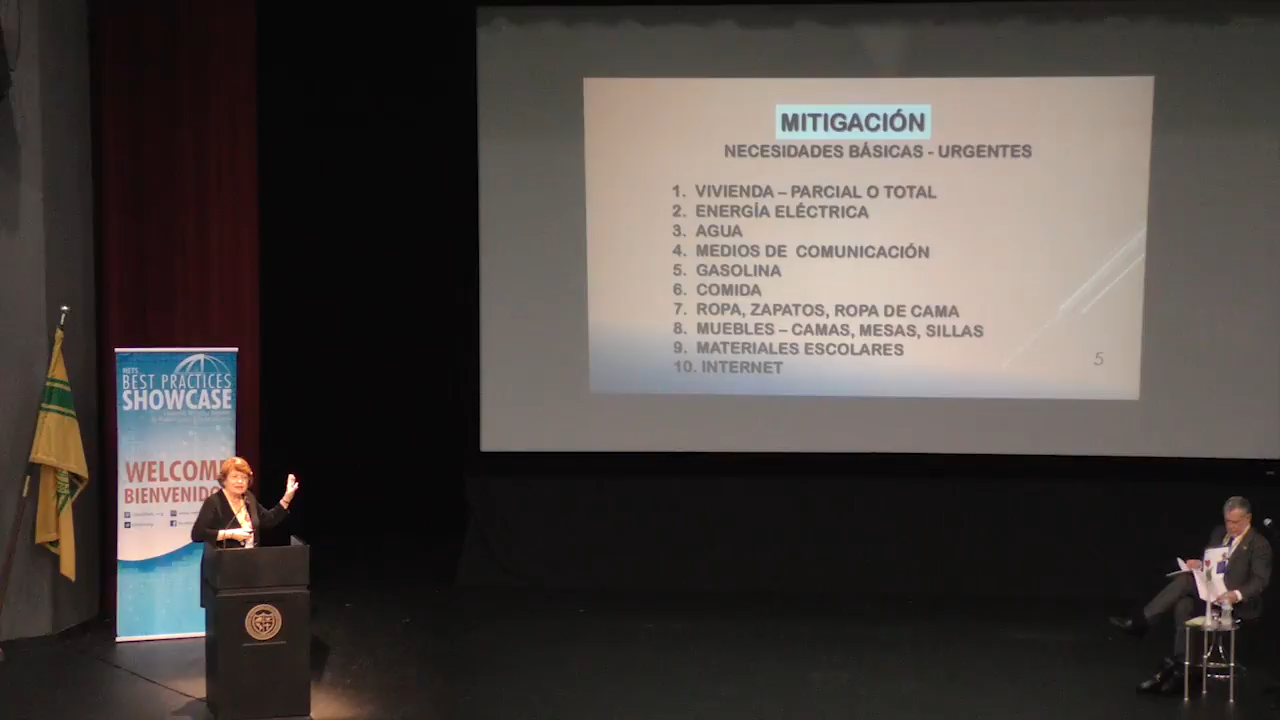 MITIGACIÓN
NECESIDADES BÁSICAS - URGENTES
1. VIVIENDA – PARCIAL O TOTAL
2. ENERGÍA ELÉCTRICA
3. AGUA
4. MEDIOS DE COMUNICACIÓN
5. GASOLINA
6. COMIDA
7. ROPA, ZAPATOS, ROPA DE CAMA
8. MUEBLES – CAMAS, MESAS, SILLAS
9. MATERIALES ESCOLARES
10. INTERNET
5
HETS
BEST PRACTICES
SHOWCASE
WELCOM
BIENVENIDO